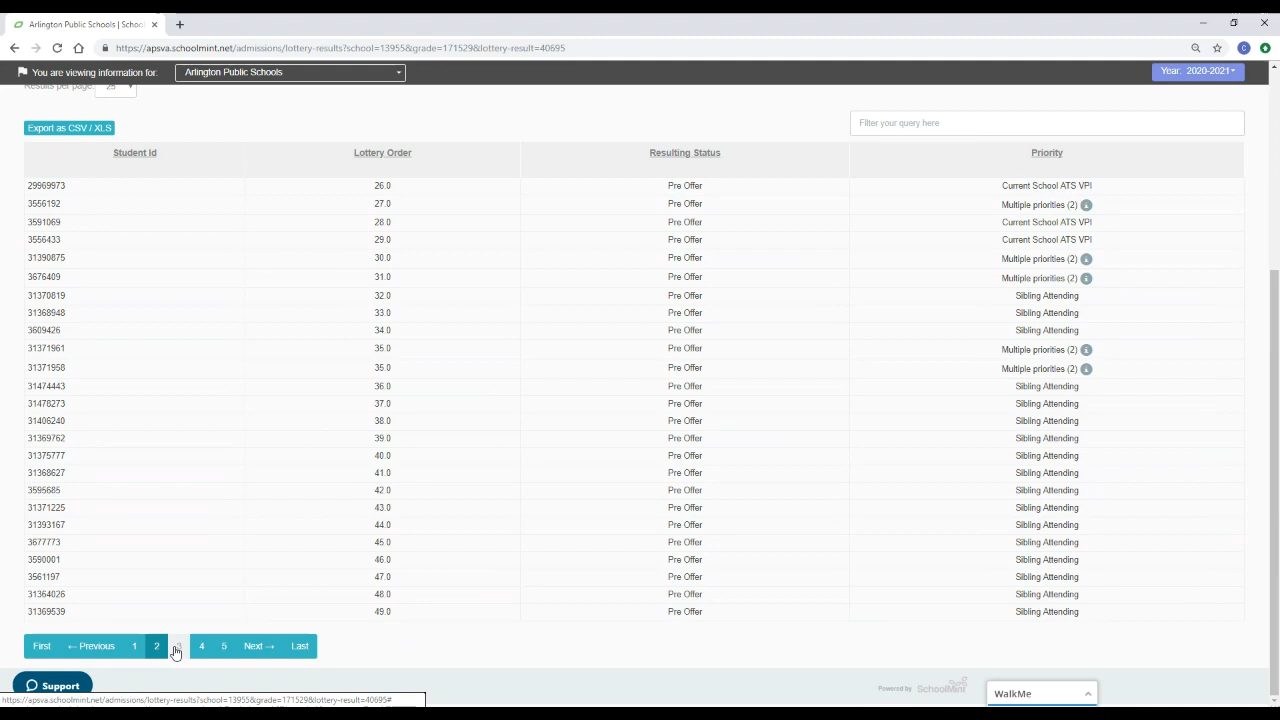 Arlington Public Schools | School
https://apsva.schoolmint.net/admissions/lottery-results?school=13955&grade=171529&lottery-result=40695
C
You are viewing information for: Arlington Public Schools Year: 2020-2021
Results per page: 25
Export as CSV / XLS Filter your query here
Student Id Lottery Order Resulting Status Priority
29969973 26.0 Pre Offer Current School ATS VPI
3556192 27.0 Pre Offer Multiple priorities (2) i
3591069 28.0 Pre Offer Current School ATS VPI
3556433 29.0 Pre Offer Current School ATS VPI
31390875 30.0 Pre Offer Multiple priorities (2) i
3676409 31.0 Pre Offer Multiple priorities (2) i
31370819 32.0 Pre Offer Sibling Attending
31368948 33.0 Pre Offer Sibling Attending
3609426 34.0 Pre Offer Sibling Attending
31371961 35.0 Pre Offer Multiple priorities (2) i
31371958 35.0 Pre Offer Multiple priorities (2) i
31474443 36.0 Pre Offer Sibling Attending
31478273 37.0 Pre Offer Sibling Attending
31406240 38.0 Pre Offer Sibling Attending
31369762 39.0 Pre Offer Sibling Attending
31375777 40.0 Pre Offer Sibling Attending
31368627 41.0 Pre Offer Sibling Attending
3595685 42.0 Pre Offer Sibling Attending
31371225 43.0 Pre Offer Sibling Attending
31393167 44.0 Pre Offer Sibling Attending
3677773 45.0 Pre Offer Sibling Attending
3590001 46.0 Pre Offer Sibling Attending
3561197 47.0 Pre Offer Sibling Attending
31364026 48.0 Pre Offer Sibling Attending
31369539 49.0 Pre Offer Sibling Attending
First ← Previous 1 2 4 5 Next → Last
Support Powered by SchoolMint WalkMe
https://apsva.schoolmint.net/admissions/lottery-results?school=13955&grade=171529&lottery-result=40695#